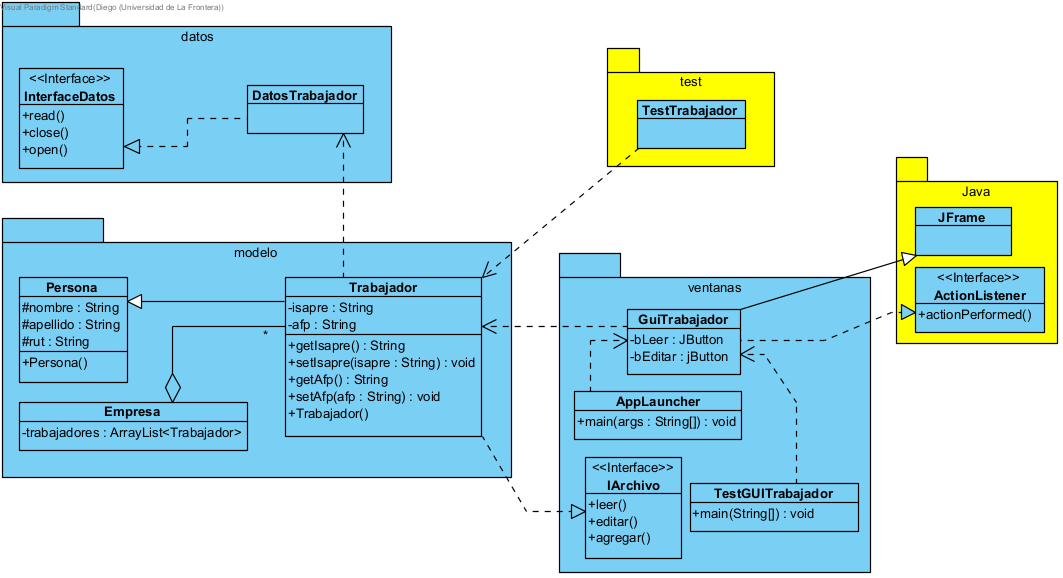 Visual Paradigm Standard(Diego (Universidad de La Frontera))
datos
<<Interface>>
InterfaceDatos
+read()
+close()
+open()
DatosTrabajador
test
TestTrabajador
Java
JFrame
<<Interface>>
ActionListener
+actionPerformed()
modelo
Persona
#nombre : String
#apellido : String
#rut : String
+Persona()
Trabajador
-isapre : String
-afp : String
+getIsapre() : String
+setIsapre(isapre : String) : void
+getAfp() : String
+setAfp(afp : String) : void
+Trabajador()
*
Empresa
-trabajadores : ArrayList<Trabajador>
ventanas
GuiTrabajador
-bLeer : JButton
-bEditar : jButton
AppLauncher
+main(args : String[]) : void
<<Interface>>
IArchivo
+leer()
+editar()
+agregar()
TestGUITrabajador
+main(String[]) : void